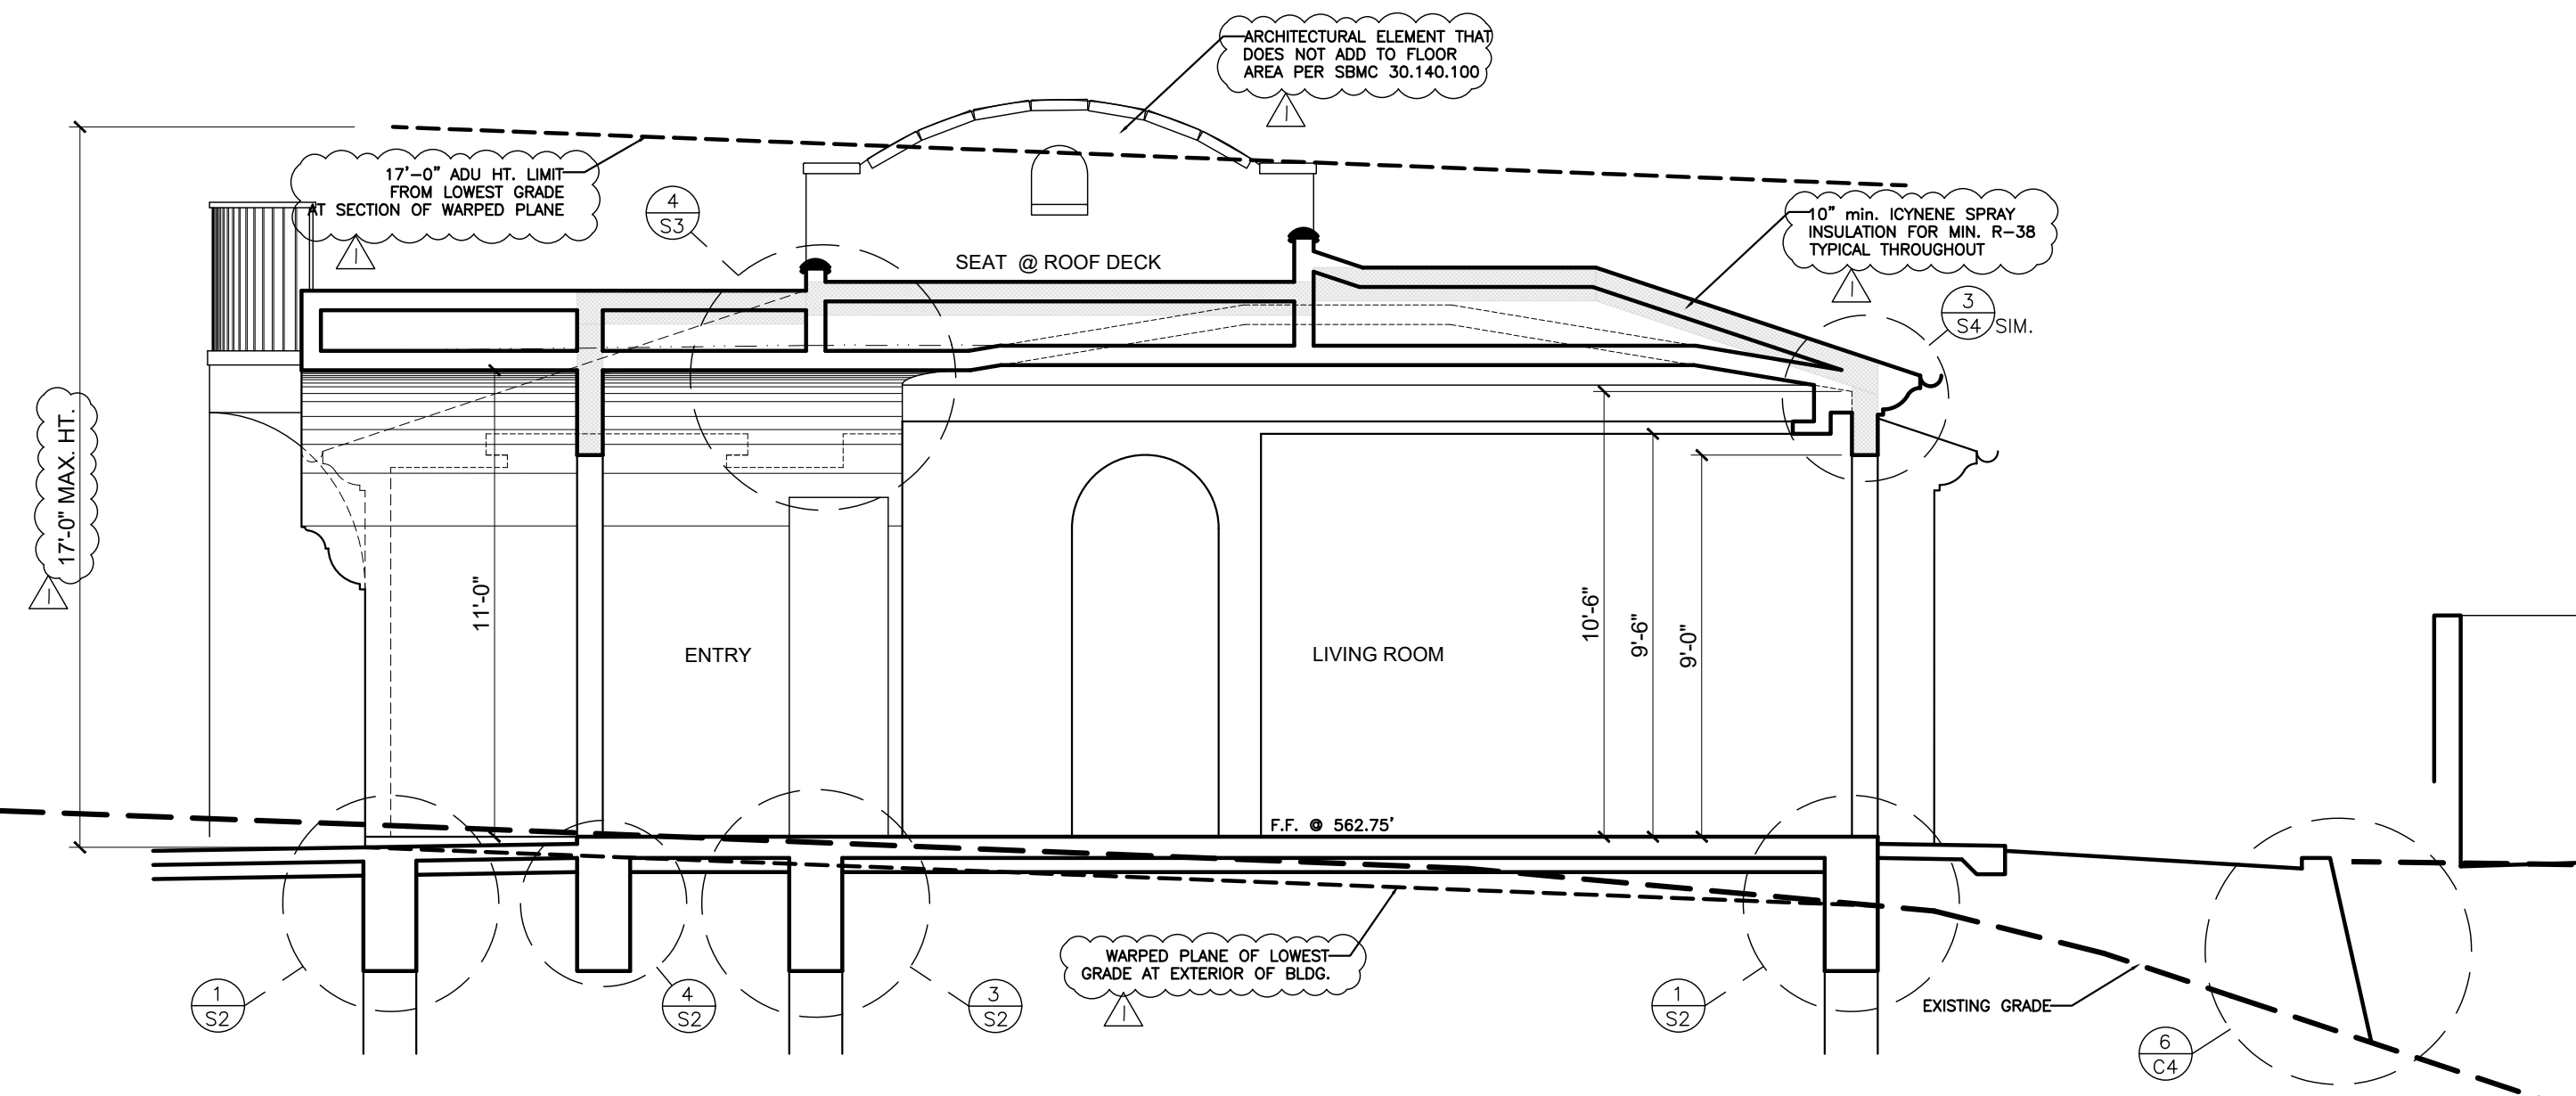 ARCHITECTURAL ELEMENT THAT
DOES NOT ADD TO FLOOR
AREA PER SBMC 30.140.100
1
17'-0" ADU HT. LIMIT
FROM LOWEST GRADE
AT SECTION OF WARPED PLANE
1
4
S3
10" min. ICYNENE SPRAY
INSULATION FOR MIN. R-38
TYPICAL THROUGHOUT
1
SEAT @ ROOF DECK
3
S4
SIM.
17'-0" MAX. HT.
1
11'-0"
10'-6"
9'-6"
9'-0"
ENTRY
LIVING ROOM
F.F. @ 562.75'
WARPED PLANE OF LOWEST
GRADE AT EXTERIOR OF BLDG.
1
1
S2
4
S2
3
S2
1
S2
EXISTING GRADE
6
C4